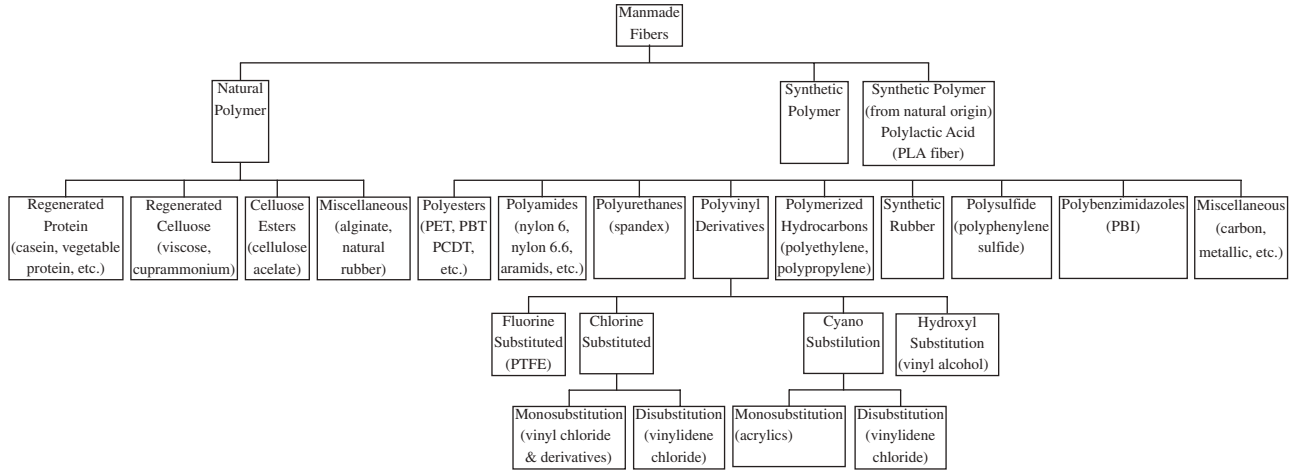 Manmade
Fibers
Natural
Polymer
Synthetic
Polymer
Synthetic Polymer
(from natural origin)
Polylactic Acid
(PLA fiber)
Regenerated
Protein
(casein, vegetable
protein, etc.)
Regenerated
Celluose
(viscose,
cuprammonium)
Celluose
Esters
(cellulose
acelate)
Miscellaneous
(alginate,
natural
rubber)
Polyesters
(PET, PBT
PCDT,
etc.)
Polyamides
(nylon 6,
nylon 6.6,
aramids, etc.)
Polyurethanes
(spandex)
Polyvinyl
Derivatives
Polymerized
Hydrocarbons
(polyethylene,
polypropylene)
Synthetic
Rubber
Polysulfide
(polyphenylene
sulfide)
Polybenzimidazoles
(PBI)
Miscellaneous
(carbon,
metallic, etc.)
Fluorine
Substituted
(PTFE)
Chlorine
Substituted
Cyano
Substilution
Hydroxyl
Substitution
(vinyl alcohol)
Monosubstitution
(vinyl chloride
& derivatives)
Disubstitution
(vinylidene
chloride)
Monosubstitution
(acrylics)
Disubstitution
(vinylidene
chloride)